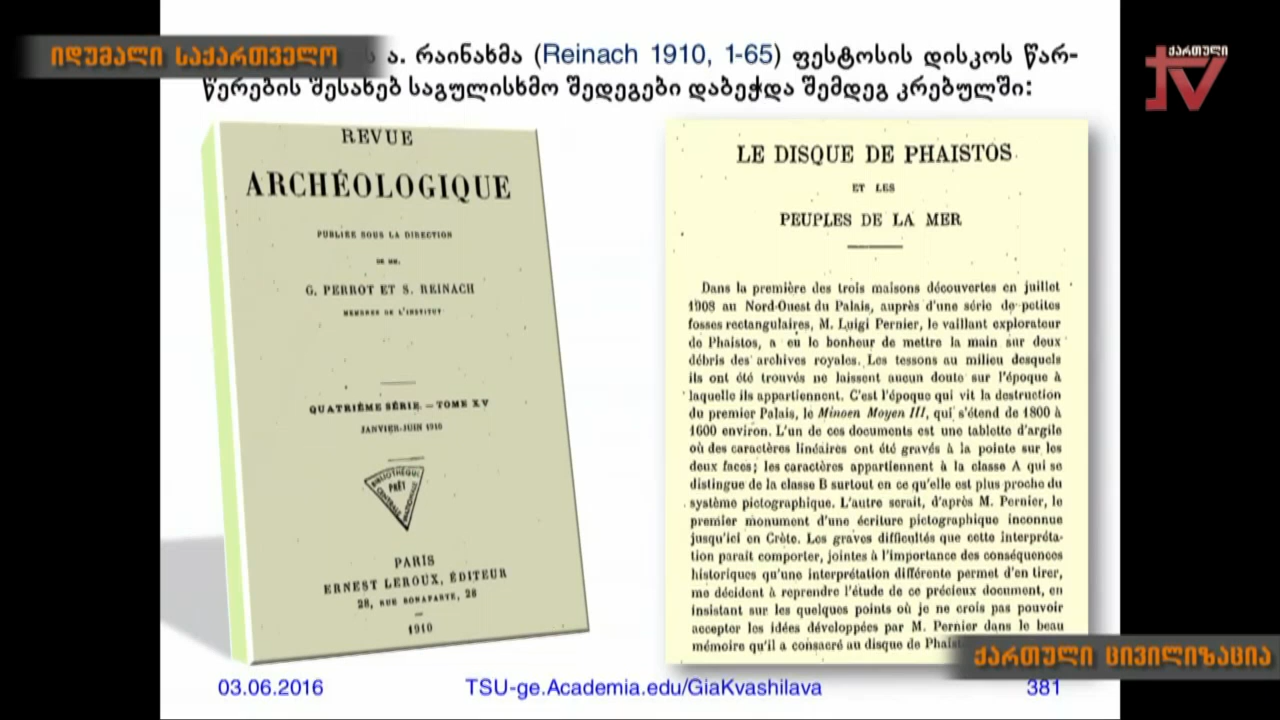 იდუმალი საქართველო
ა. რაინახმა (Reinach 1910, 1-65) ფესტოსის დისკოს წარ-
წერების შესახებ საგულისხმო შედეგები დაბეჭდა შემდეგ კრებულში:
ქართული
TV
REVUE
ARCHÉOLOGIQUE
PUBLIÉE SOUS LA DIRECTION
DE MM.
G. PERROT ET S. REINACH
MEMBRES DE L'INSTITUT
QUATRIÈME SÉRIE. — TOME XV
JANVIER-JUIN 1910
BIBLIOTHÈQUE
PRÊT
CENTRALE
NATIONALE
PARIS
ERNEST LEROUX, ÉDITEUR
28, RUE BONAPARTE, 28
1910
LE DISQUE DE PHAISTOS
ET LES
PEUPLES DE LA MER
Dans la première des trois maisons découvertes en juillet
1908 au Nord-Ouest du Palais, auprès d'une série de petites
fosses rectangulaires, M. Luigi Pernier, le vaillant explorateur
de Phaistos, a eu le bonheur de mettre la main sur deux
débris des archives royales. Les tessons au milieu desquels
ils ont été trouvés ne laissent aucun doute sur l'époque à
laquelle ils appartiennent. C'est l'époque qui vit la destruction
du premier Palais, le Minoen Moyen III, qui s'étend de 1800 à
1600 environ. L'un de ces documents est une tablette d'argile
où des caractères linéaires ont été gravés à la pointe sur les
deux faces; les caractères appartiennent à la classe A qui se
distingue de la classe B surtout en ce qu'elle est plus proche du
système pictographique. L'autre serait, d'après M. Pernier, le
premier monument d'une écriture pictographique inconnue
jusqu'ici en Crète. Les graves difficultés que cette interpréta-
tion paraît comporter, jointes à l'importance des conséquences
historiques qu'une interprétation différente permet d'en tirer,
me décident à reprendre l'étude de ce précieux document, en
insistant sur les quelques points où je ne crois pas pouvoir
accepter les idées développées par M. Pernier dans le beau
mémoire qu'il a consacré au disque de Phais
ქართული ცივილიზაცია
03.06.2016
TSU-ge.Academia.edu/GiaKvashilava
381